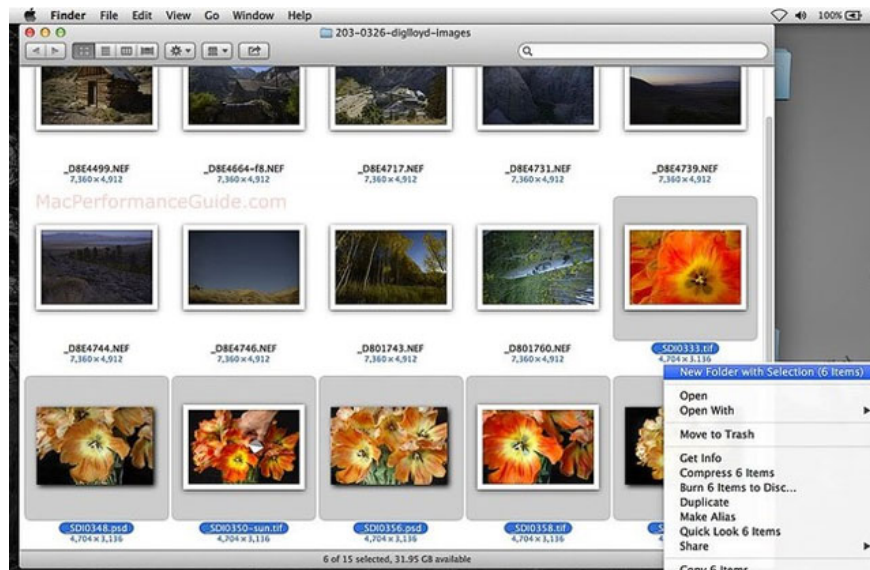 Finder File Edit View Go Window Help 100%
203-0326-diglloyd-images
_D8E4499.NEF _D8E4664-f8.NEF _D8E4717.NEF _D8E4731.NEF _D8E4739.NEF
7,360×4,912 7,360×4,912 7,360×4,912 7,360×4,912 7,360×4,912
MacPerformanceGuide.com
_D8E4744.NEF _D8E4746.NEF _D801743.NEF _D801760.NEF SDI0333.tif
7,360×4,912 7,360×4,912 7,360×4,912 7,360×4,912 4,704×3,136
New Folder with Selection (6 Items)
Open
Open With
Move to Trash
Get Info
Compress 6 Items
Burn 6 Items to Disc...
Duplicate
Make Alias
Quick Look 6 Items
Share
Copy 6 Items
SDI0348.psd SDI0350-sun.tif SDI0356.psd SDI0358.tif
4,704×3,136 4,704×3,136 4,704×3,136 4,704×3,136
6 of 15 selected, 31.95 GB available